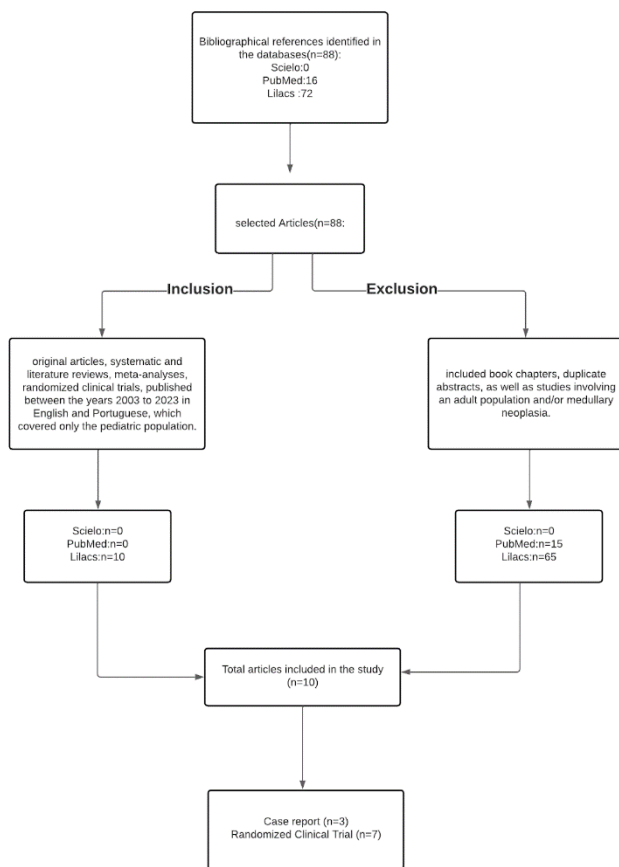 Bibliographical references identified in
the databases(n=88):
Scielo:0
PubMed:16
Lilacs :72
selected Articles(n=88:
Inclusion
Exclusion
original articles, systematic and
literature reviews, meta-analyses,
randomized clinical trials, published
between the years 2003 to 2023 in
English and Portuguese, which
covered only the pediatric population.
included book chapters, duplicate
abstracts, as well as studies involving
an adult population and/or medullary
neoplasia.
Scielo:n=0
PubMed:n=0
Lilacs:n=10
Scielo:n=0
PubMed:n=15
Lilacs:n=65
Total articles included in the study
(n=10)
Case report (n=3)
Randomized Clinical Trial (n=7)